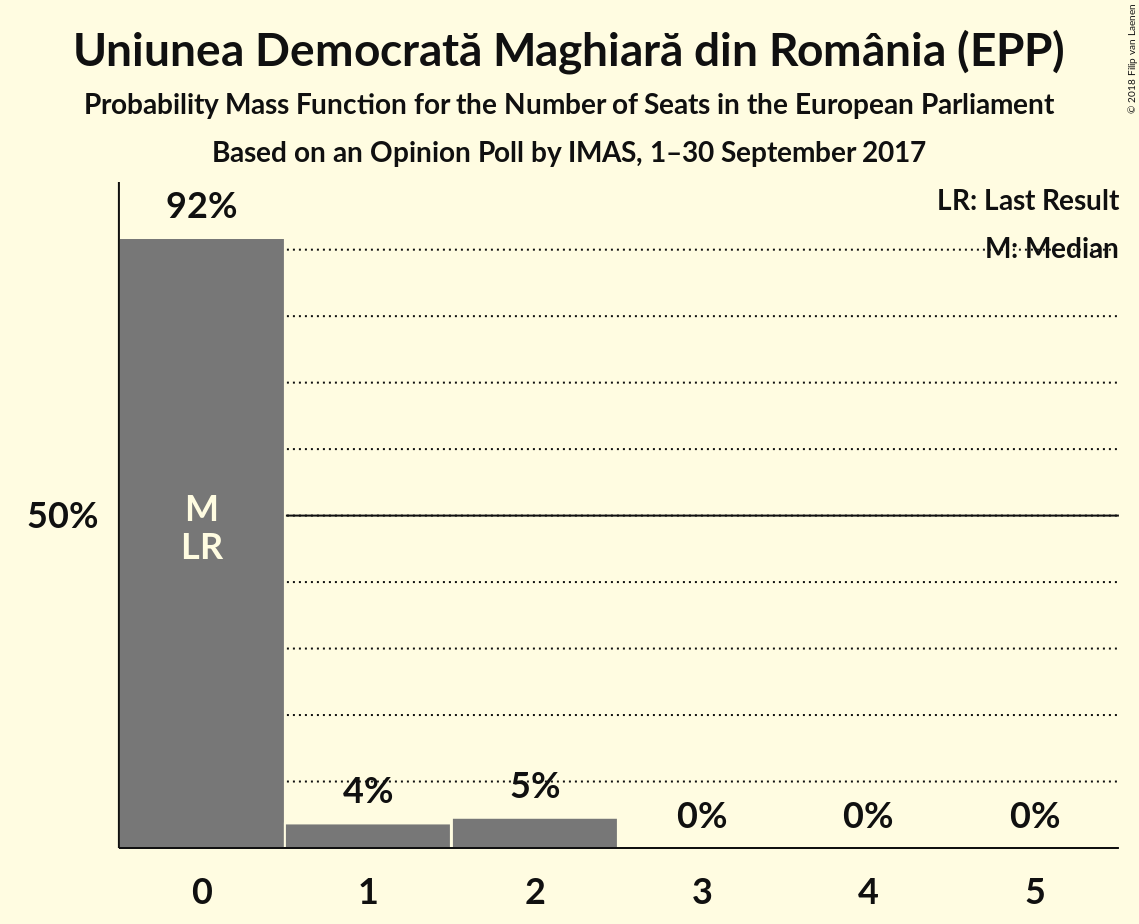 Uniunea Democrată Maghiară din România (EPP)
Probability Mass Function for the Number of Seats in the European Parliament
Based on an Opinion Poll by IMAS, 1–30 September 2017
© 2018 Filip van Laenen
LR: Last Result
M: Median
92%
50%
M
LR
4%
5%
0%
0%
0%
0
1
2
3
4
5